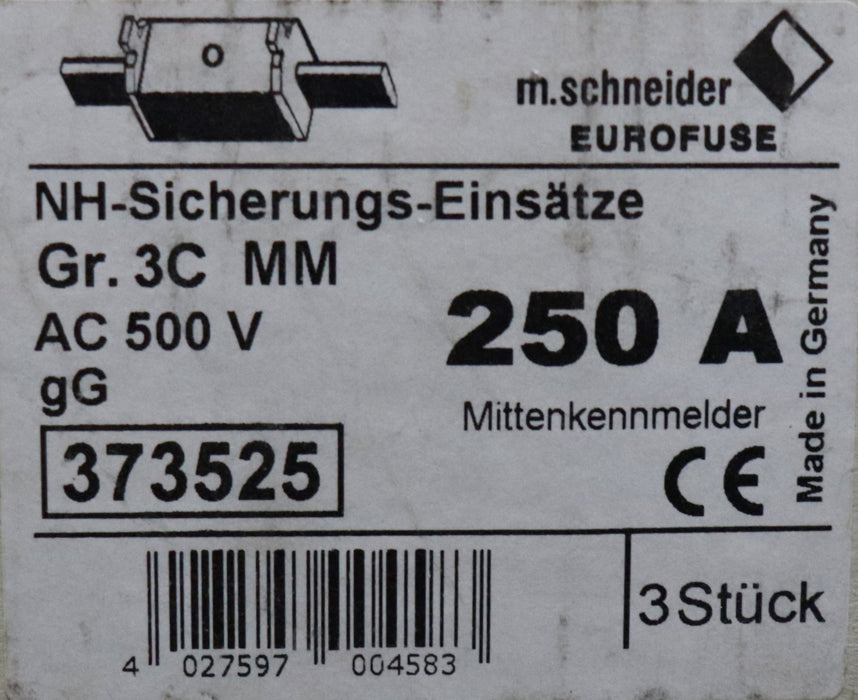 m.schneider
EUROFUSE
NH-Sicherungs-Einsätze
Gr. 3C MM
AC 500 V
gG
250 A
Mittenkennmelder
373525
CE
Made in Germany
4 027597 004583
3 Stück